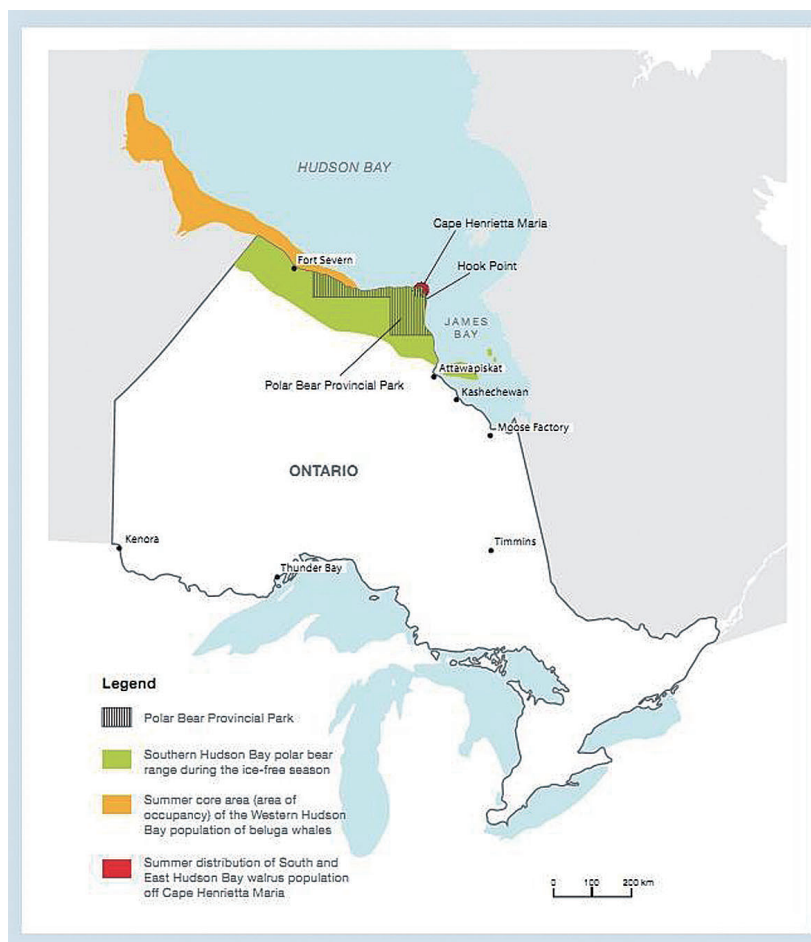 HUDSON BAY
Cape Henrietta Maria
Fort Severn
Hook Point
JAMES
BAY
Polar Bear Provincial Park
Attawapiskat
Kashechewan
Moose Factory
ONTARIO
Kenora
Timmins
Thunder Bay
Legend
Polar Bear Provincial Park
Southern Hudson Bay polar bear
range during the ice-free season
Summer core area (area of
occupancy) of the Western Hudson
Bay population of beluga whales
Summer distribution of South and
East Hudson Bay walrus population
off Cape Henrietta Maria
0 100 200 km